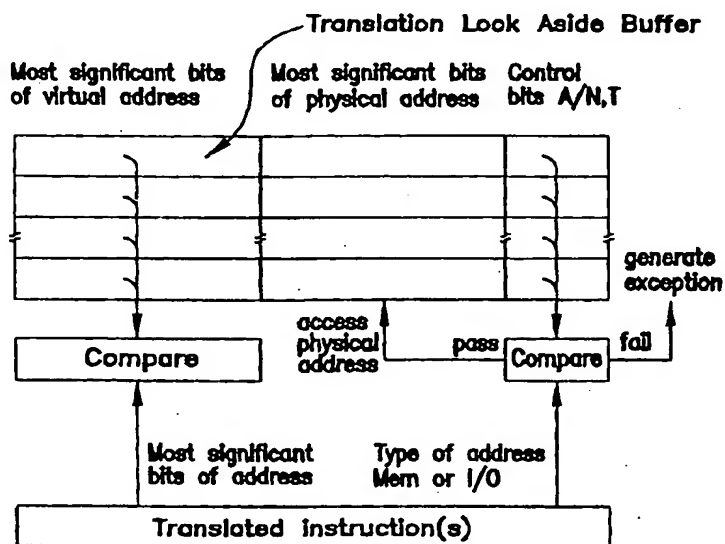 Translation Look Aside Buffer
Most significant bits
of virtual address
Most significant bits
of physical address
Control
bits A/N,T
generate
exception
access
physical
address
pass
fail
Compare
Compare
Most significant
bits of address
Type of address
Mem or I/O
Translated instruction(s)